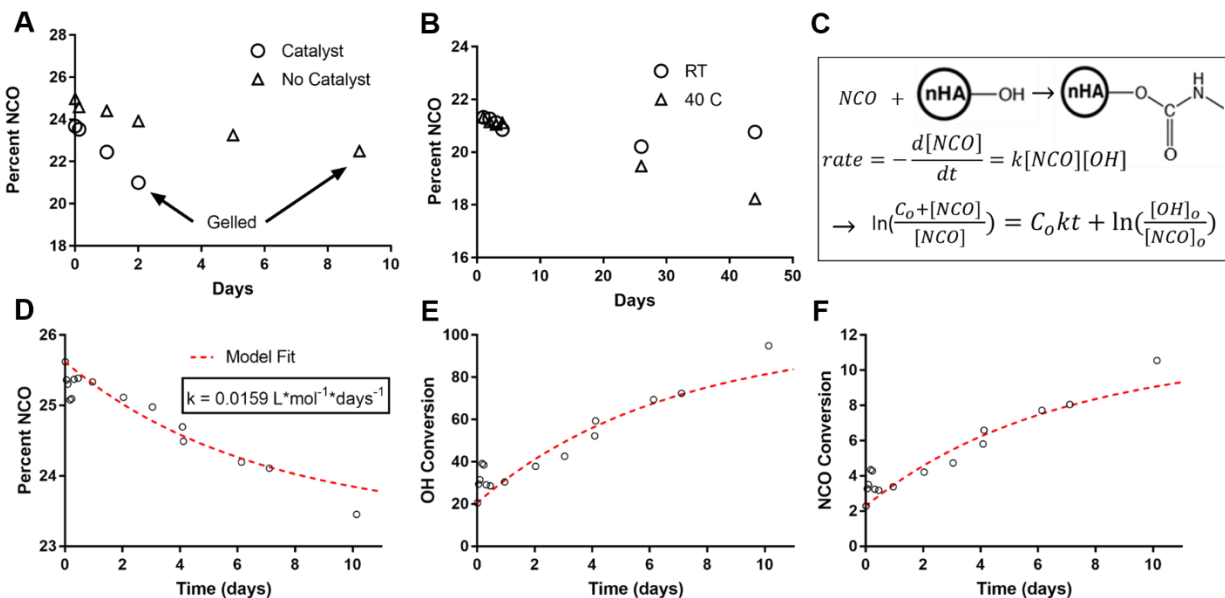 A
28
26
24
22
20
18
Percent NCO
0 2 4 6 8 10
Days
Catalyst
No Catalyst
Gelled
B
24
22
20
18
16
Percent NCO
0 10 20 30 40 50
Days
RT
40 C
C
NCO + nHA OH → nHA O C N H O
rate = − d[NCO]/dt = k[NCO][OH]
→ ln(C_o+[NCO]/[NCO]) = C_o kt + ln([OH]_o/[NCO]_o)
D
26
25
24
23
Percent NCO
0 2 4 6 8 10
Time (days)
Model Fit
k = 0.0159 L*mol⁻¹*days⁻¹
E
100
80
60
40
20
0
OH Conversion
0 2 4 6 8 10
Time (days)
F
12
10
8
6
4
2
0
NCO Conversion
0 2 4 6 8 10
Time (days)